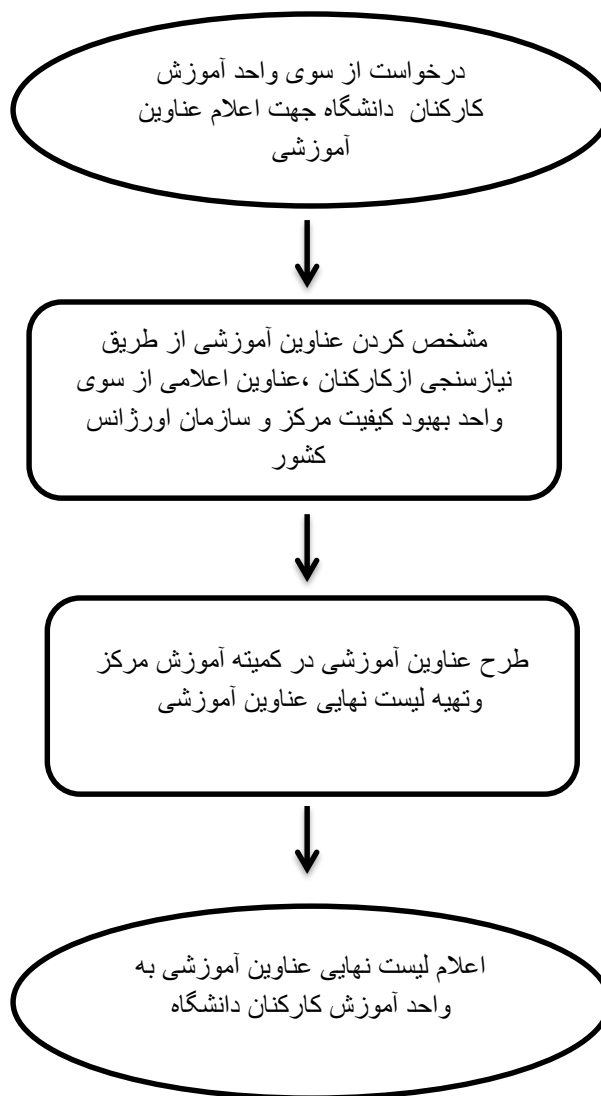 درخواست از سوی واحد آموزش
کارکنان دانشگاه جهت اعلام عناوین
آموزشی
مشخص کردن عناوین آموزشی از طریق
نیازسنجی ازکارکنان ،عناوین اعلامی از سوی
واحد بهبود کیفیت مرکز و سازمان اورژانس
کشور
طرح عناوین آموزشی در کمیته آموزش مرکز
وتهیه لیست نهایی عناوین آموزشی
اعلام لیست نهایی عناوین آموزشی به
واحد آموزش کارکنان دانشگاه